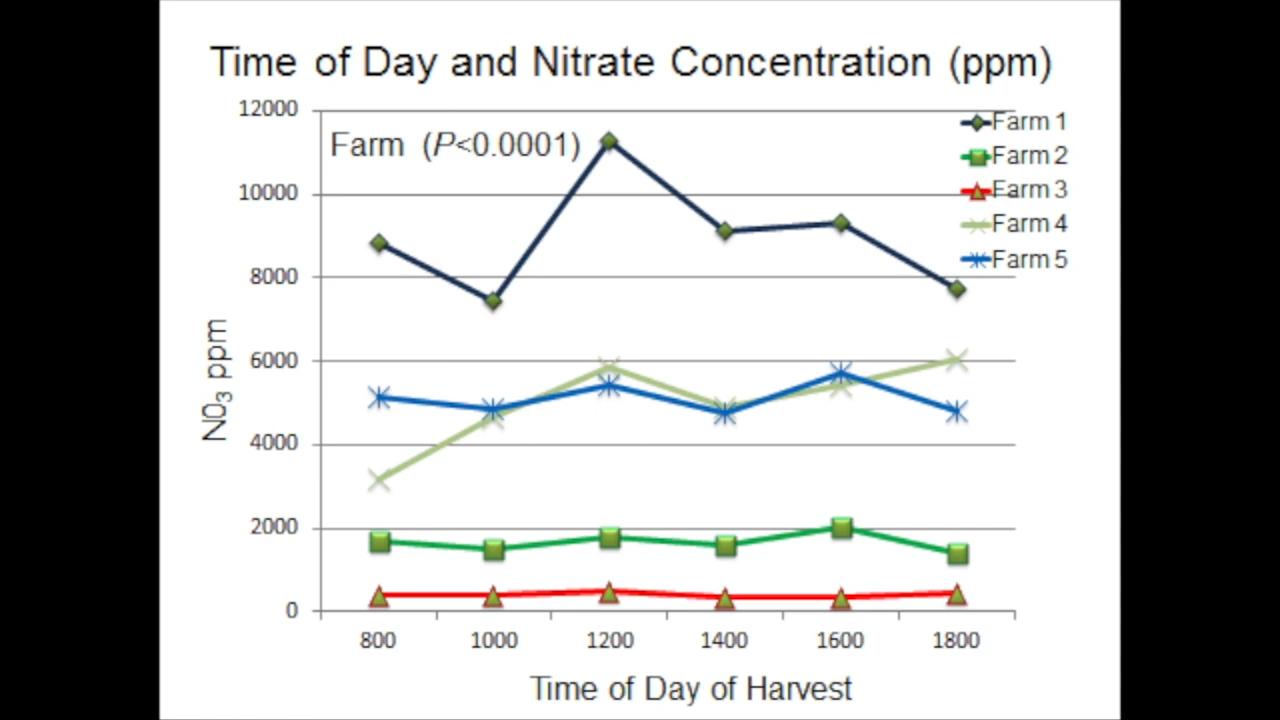 Time of Day and Nitrate Concentration (ppm)
12000
10000
8000
6000
4000
2000
0
N0₃ ppm
Farm (P<0.0001)
Farm 1
Farm 2
Farm 3
Farm 4
Farm 5
800 1000 1200 1400 1600 1800
Time of Day of Harvest